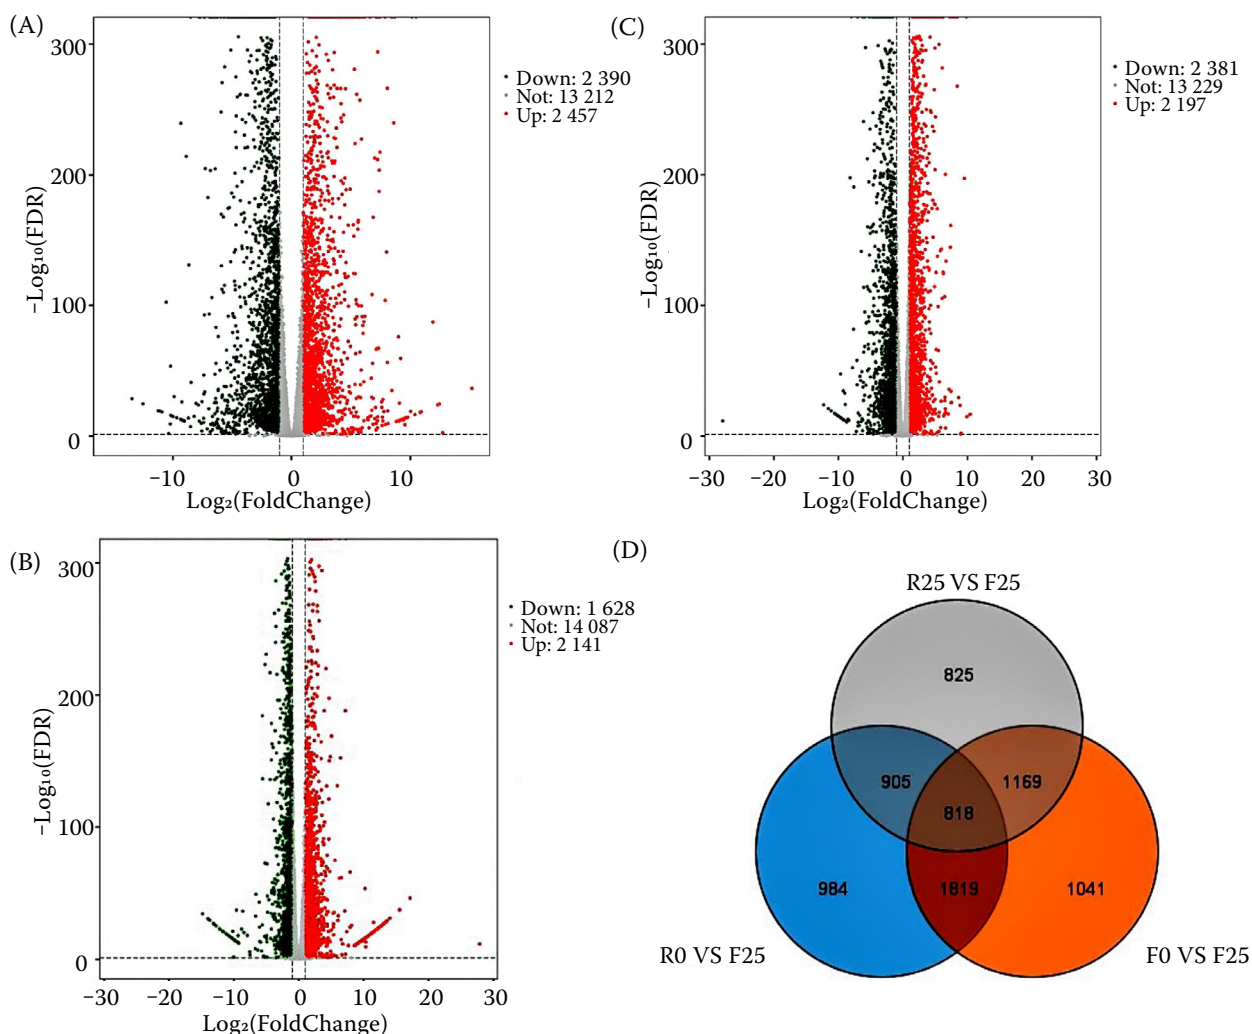 (A)
300
200
100
0
−Log₁₀(FDR)
−10
0
10
Log₂(FoldChange)
Down: 2 390
Not: 13 212
Up: 2 457
(C)
300
200
100
0
−Log₁₀(FDR)
−30
−20
−10
0
10
20
30
Log₂(FoldChange)
Down: 2 381
Not: 13 229
Up: 2 197
(B)
300
200
100
0
−Log₁₀(FDR)
−30
−20
−10
0
10
20
30
Log₂(FoldChange)
Down: 1 628
Not: 14 087
Up: 2 141
(D)
R25 VS F25
825
905
1169
818
984
1819
1041
R0 VS F25
F0 VS F25